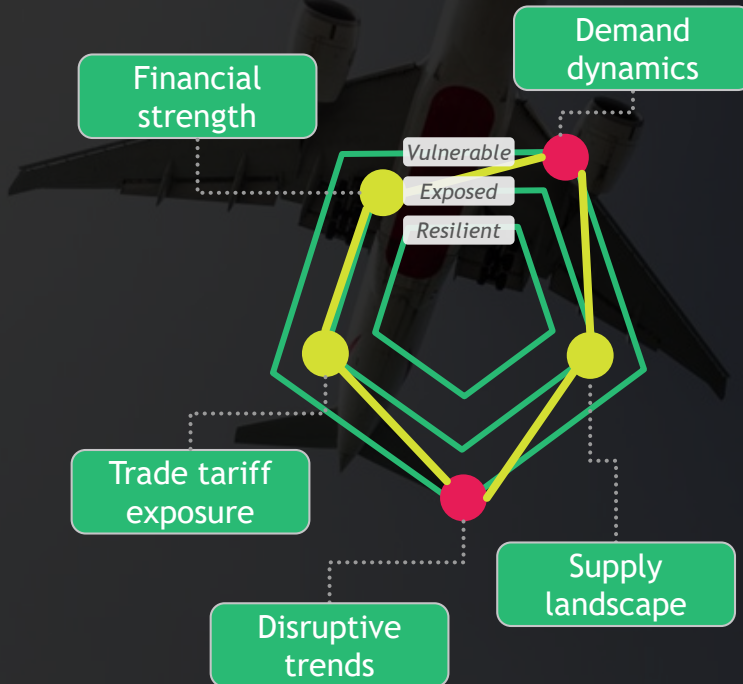 Demand
dynamics
Financial
strength
Vulnerable
Exposed
Resilient
Trade tariff
exposure
Supply
landscape
Disruptive
trends